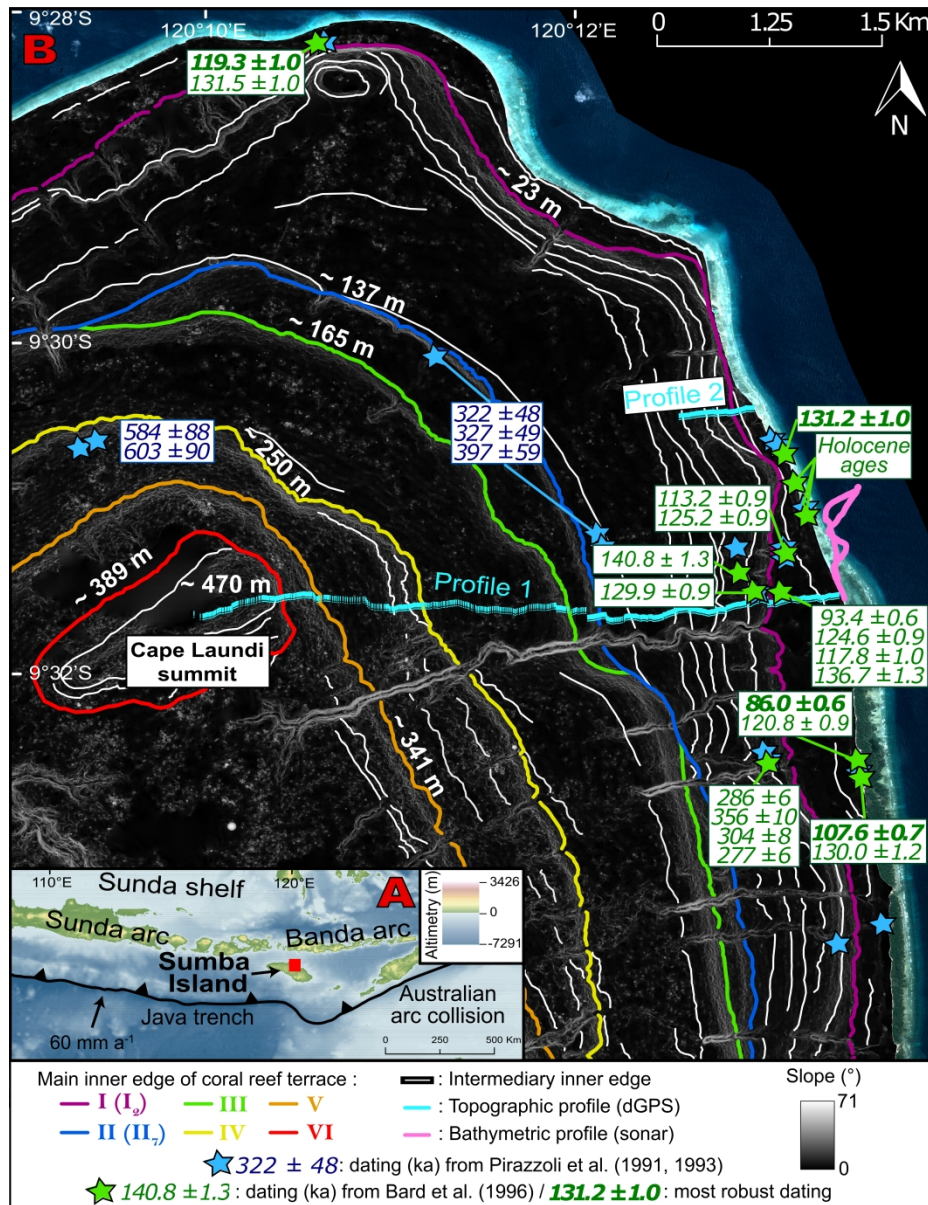 9°28'S
120°10'E
120°12'E
0
1.25
1.5
Km
B
N
119.3 ±1.0
131.5 ±1.0
~ 23 m
~ 137 m
9°30'S
~ 165 m
Profile 2
131.2 ±1.0
Holocene
ages
322 ±48
327 ±49
397 ±59
584 ±88
603 ±90
~ 250 m
113.2 ±0.9
125.2 ±0.9
140.8 ±1.3
129.9 ±0.9
~ 389 m
~ 470 m
Profile 1
93.4 ±0.6
124.6 ±0.9
117.8 ±1.0
136.7 ±1.3
Cape Laundi
summit
9°32'S
86.0 ±0.6
120.8 ±0.9
~ 341 m
286 ±6
356 ±10
304 ±8
277 ±6
107.6 ±0.7
130.0 ±1.2
110°E
120°E
A
Sunda shelf
Altimetry (m)
3426
0
-7291
Sunda arc
Banda arc
Sumba
Island
Java trench
Australian
arc collision
60 mm a⁻¹
0 250 500 Km
Main inner edge of coral reef terrace :
I (I₂)
III
V
II (II₇)
IV
VI
: Intermediary inner edge
: Topographic profile (dGPS)
: Bathymetric profile (sonar)
Slope (°)
71
0
322 ± 48: dating (ka) from Pirazzoli et al. (1991, 1993)
140.8 ±1.3 : dating (ka) from Bard et al. (1996) / 131.2 ±1.0 : most robust dating